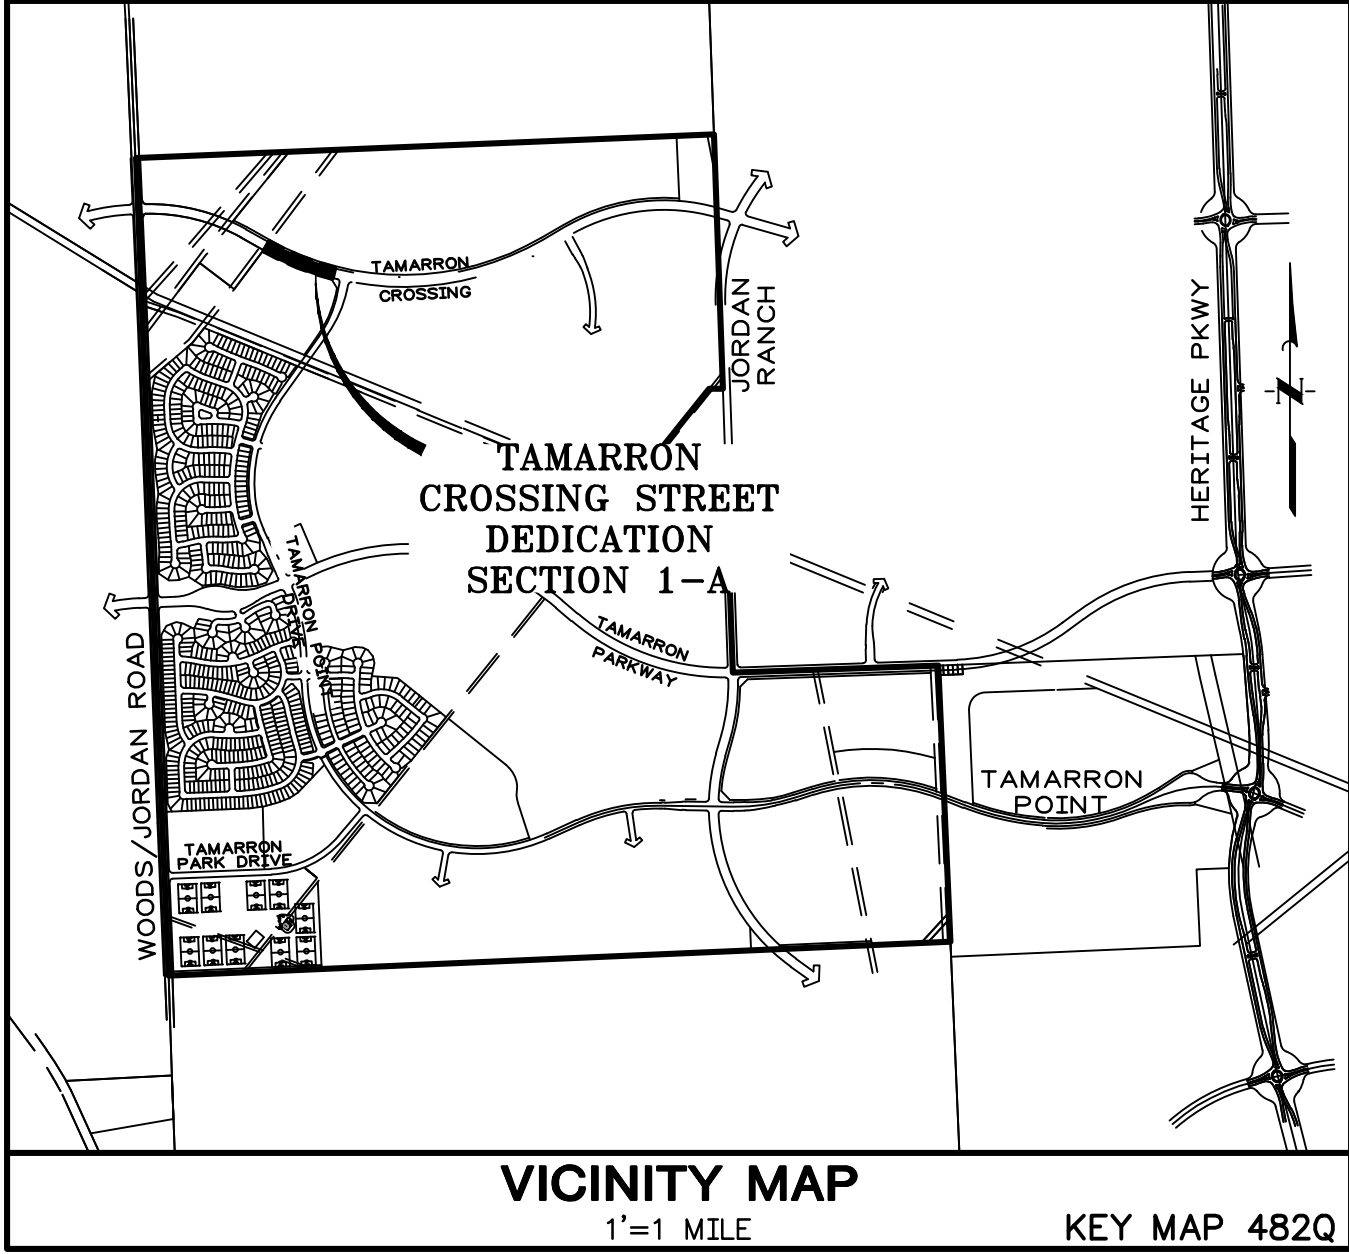 TAMARRON
CROSSING
JORDAN
RANCH
HERITAGE PKWY
N
TAMARRON
CROSSING STREET
DEDICATION
SECTION 1-A
TAMARRON POINT
DRIVE
TAMARRON
PARKWAY
WOODS/JORDAN ROAD
TAMARRON
POINT
TAMARRON
PARK DRIVE
VICINITY MAP
1'=1 MILE
KEY MAP 482Q